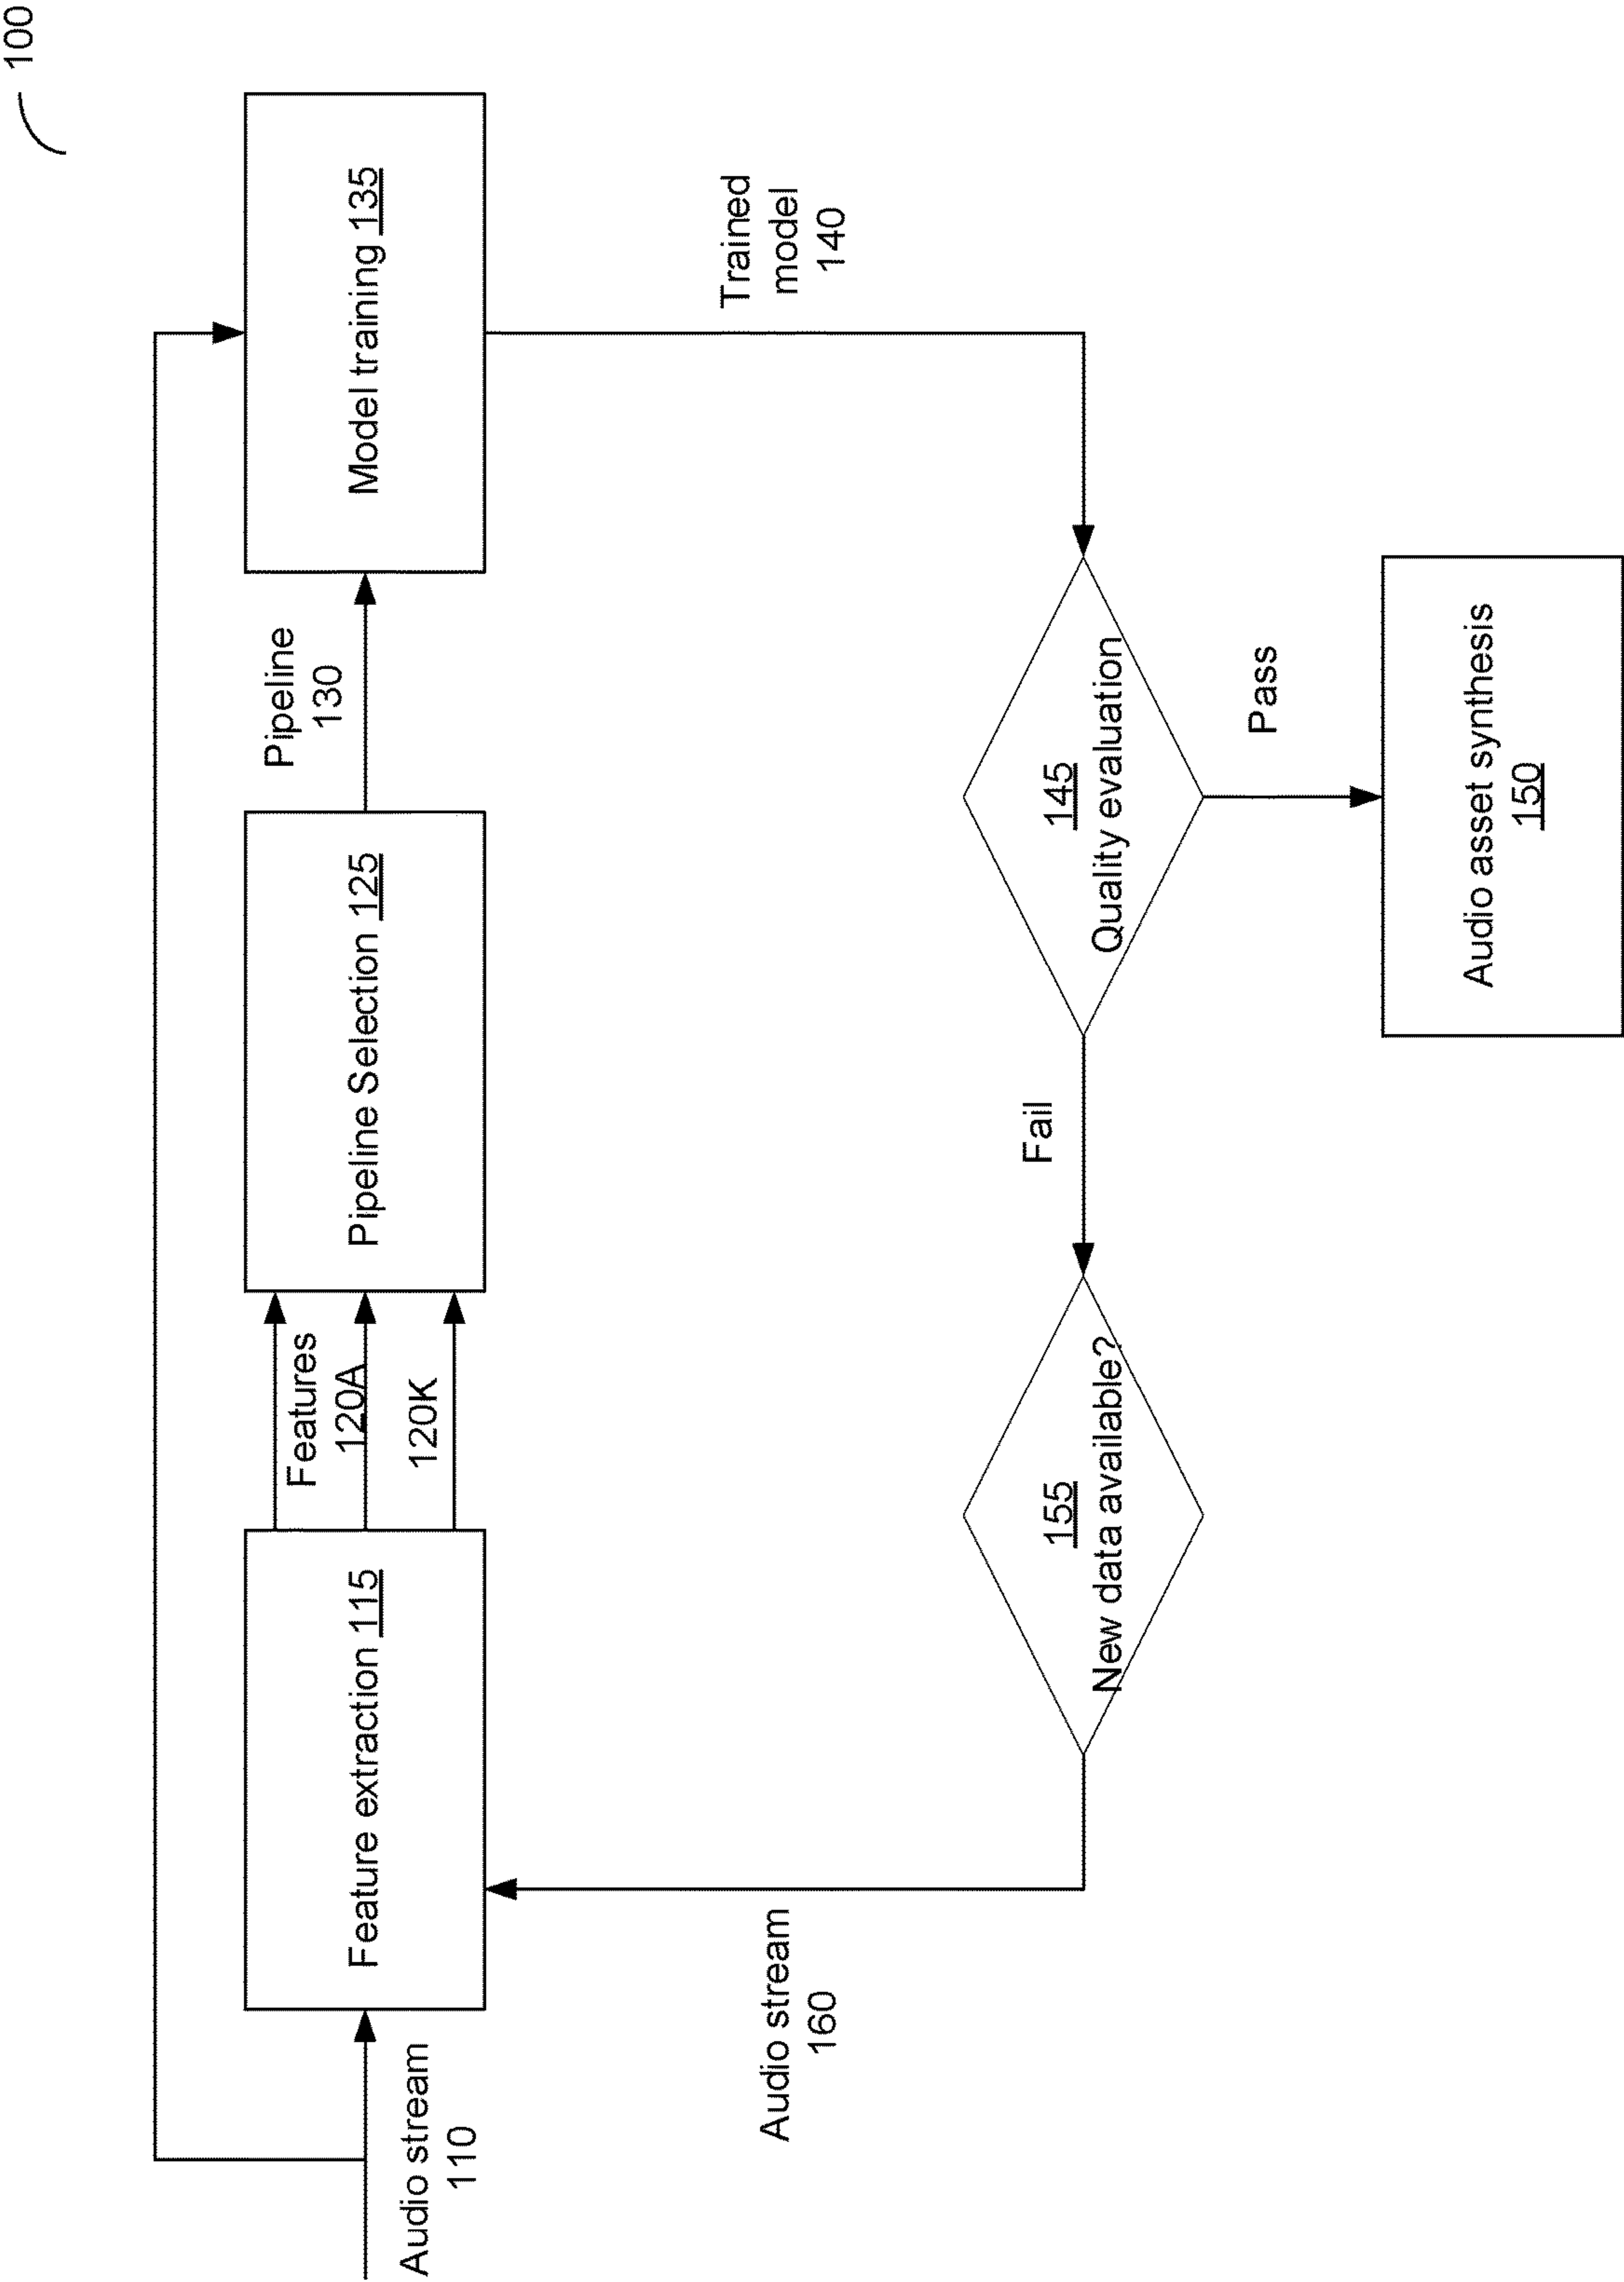 100
Audio stream
110
Feature extraction 115
Features
120A
120K
Pipeline Selection 125
Pipeline
130
Model training 135
Trained
model
140
145
Quality evaluation
Pass
Audio asset synthesis
150
Fail
155
New data available?
Audio stream
160